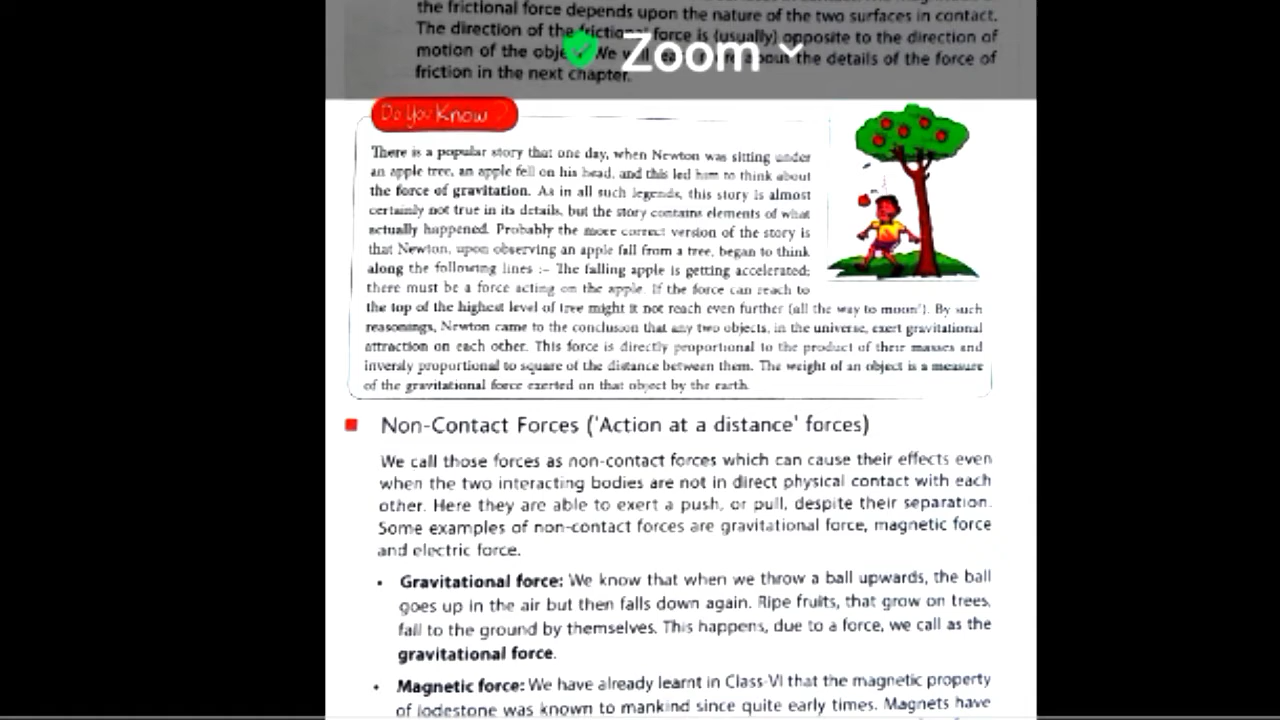 the frictional force depends upon the nature of the two surfaces in contact.
The direction of the frictional force is (usually) opposite to the direction of
motion of the We will about the details of the force of
friction in the next chapter.
Zoom
Do You Know
There is a popular story that one day, when Newton was sitting under
an apple tree, an apple fell on his head, and this led him to think about
the force of gravitation. As in all such legends, this story is almost
certainly not true in its details, but the story contains elements of what
actually happened. Probably the more correct version of the story is
that Newton, upon observing an apple fall from a tree, began to think
along the following lines :- The falling apple is getting accelerated;
there must be a force acting on the apple. If the force can reach to
the top of the highest level of tree might it not reach even further (all the way to moon!). By such
reasonings, Newton came to the conclusion that any two objects, in the universe, exert gravitational
attraction on each other. This force is directly proportional to the product of their masses and
inversly proportional to square of the distance between them. The weight of an object is a measure
of the gravitational force exerted on that object by the earth.
Non-Contact Forces ('Action at a distance' forces)
We call those forces as non-contact forces which can cause their effects even
when the two interacting bodies are not in direct physical contact with each
other. Here they are able to exert a push, or pull, despite their separation.
Some examples of non-contact forces are gravitational force, magnetic force
and electric force.
• Gravitational force: We know that when we throw a ball upwards, the ball
goes up in the air but then falls down again. Ripe fruits, that grow on trees,
fall to the ground by themselves. This happens, due to a force, we call as the
gravitational force.
• Magnetic force: We have already learnt in Class-VI that the magnetic property
of lodestone was known to mankind since quite early times. Magnets have